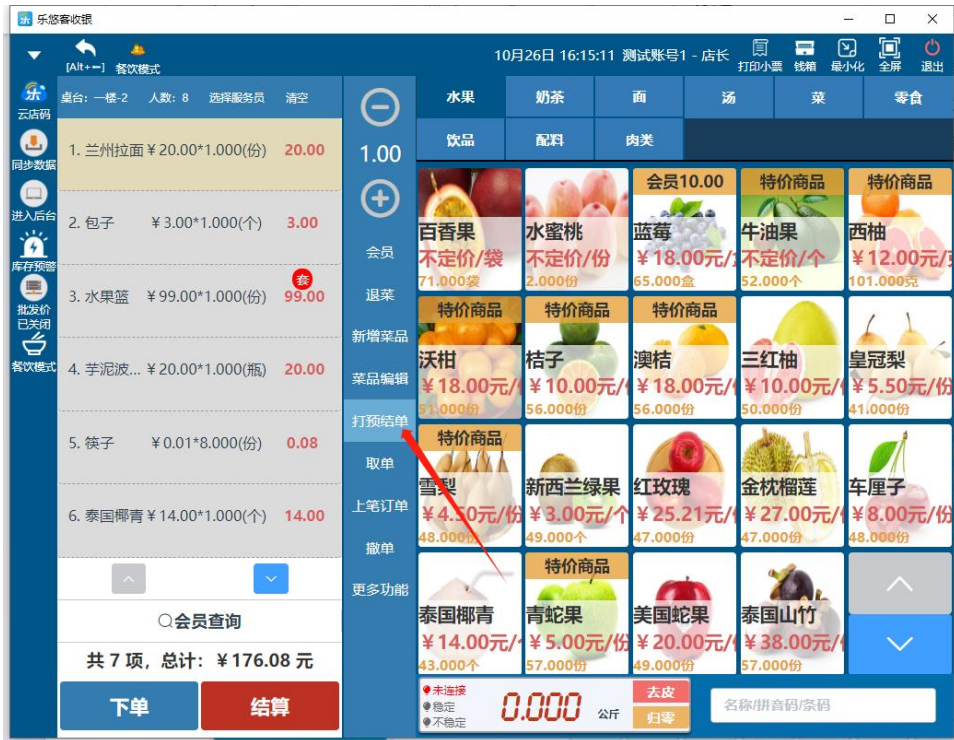 乐 乐悠客收银
[Alt+←] 餐饮模式
10月26日 16:15:11 测试账号1 - 店长
打印小票 钱箱 最小化 全屏 退出
乐
云店码
同步数据
进入后台
库存预警
批发价
已关闭
餐饮模式
桌台: 一楼-2 人数: 8 选择服务员 清空
1. 兰州拉面 ¥20.00*1.000(份) 20.00
2. 包子 ¥3.00*1.000(个) 3.00
套
3. 水果篮 ¥99.00*1.000(份) 99.00
4. 芋泥波... ¥20.00*1.000(瓶) 20.00
5. 筷子 ¥0.01*8.000(份) 0.08
6. 泰国椰青 ¥14.00*1.000(个) 14.00
会员查询
共 7 项, 总计: ¥176.08 元
下单 结算
1.00
会员
退菜
新增菜品
菜品编辑
打预结单
取单
上笔订单
撤单
更多功能
水果 奶茶 面 汤 菜 零食
饮品 配料 肉类
百香果
不定价/袋
71.000袋
水蜜桃
不定价/份
2.000份
会员10.00
蓝莓
¥18.00元/
65.000盒
特价商品
牛油果
不定价/个
52.000个
特价商品
西柚
¥12.00元/
101.000克
特价商品
沃柑
¥18.00元/
51.000份
特价商品
桔子
¥10.00元/
56.000份
特价商品
澳桔
¥18.00元/
56.000份
三红柚
¥10.00元/
50.000份
皇冠梨
¥5.50元/份
41.000份
特价商品
雪梨
¥4.50元/份
48.000份
新西兰绿果
¥3.00元/个
49.000个
红玫瑰
¥25.21元/
47.000份
金枕榴莲
¥27.00元/
47.000份
车厘子
¥8.00元/份
48.000份
泰国椰青
¥14.00元/
43.000个
特价商品
青蛇果
¥5.00元/份
57.000份
美国蛇果
¥20.00元/
49.000份
泰国山竹
¥38.00元/
57.000份
未连接
稳定
不稳定
0.000 公斤
去皮
归零
名称/拼音码/条码